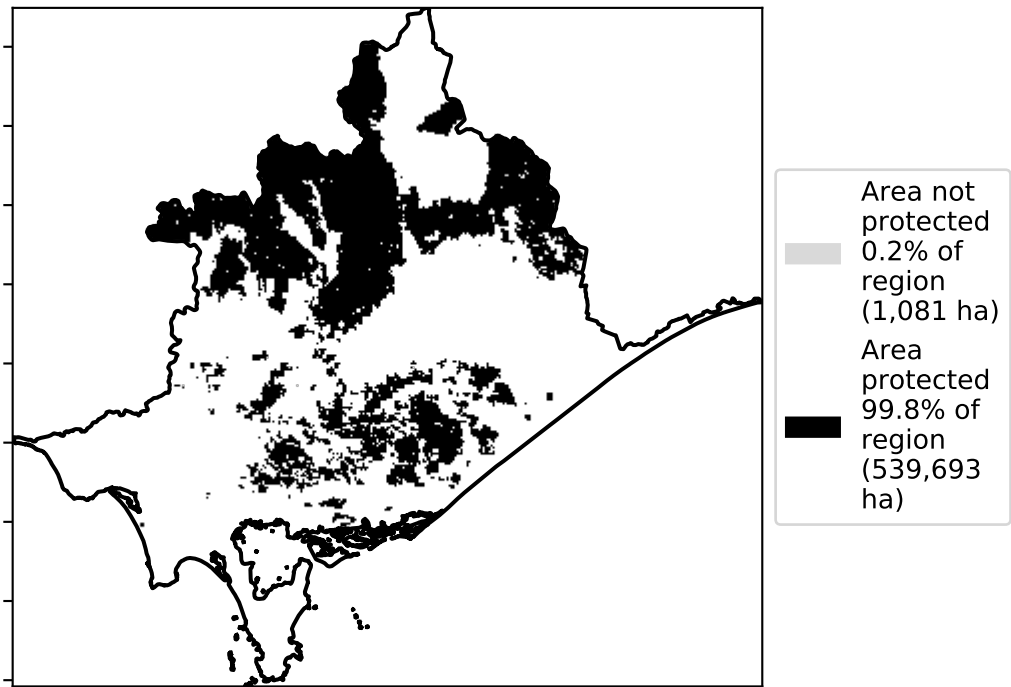 Area not
protected
0.2% of
region
(1,081 ha)
Area
protected
99.8% of
region
(539,693
ha)